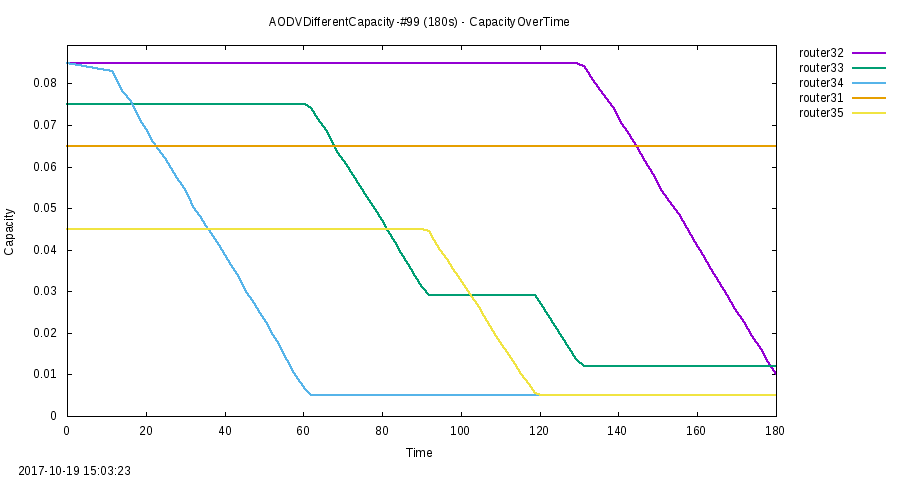 AODVDifferentCapacity-#99 (180s) - CapacityOverTime
router32
router33
router34
router31
router35
0.08
0.07
0.06
0.05
0.04
0.03
0.02
0.01
0
Capacity
0 20 40 60 80 100 120 140 160 180
Time
2017-10-19 15:03:23